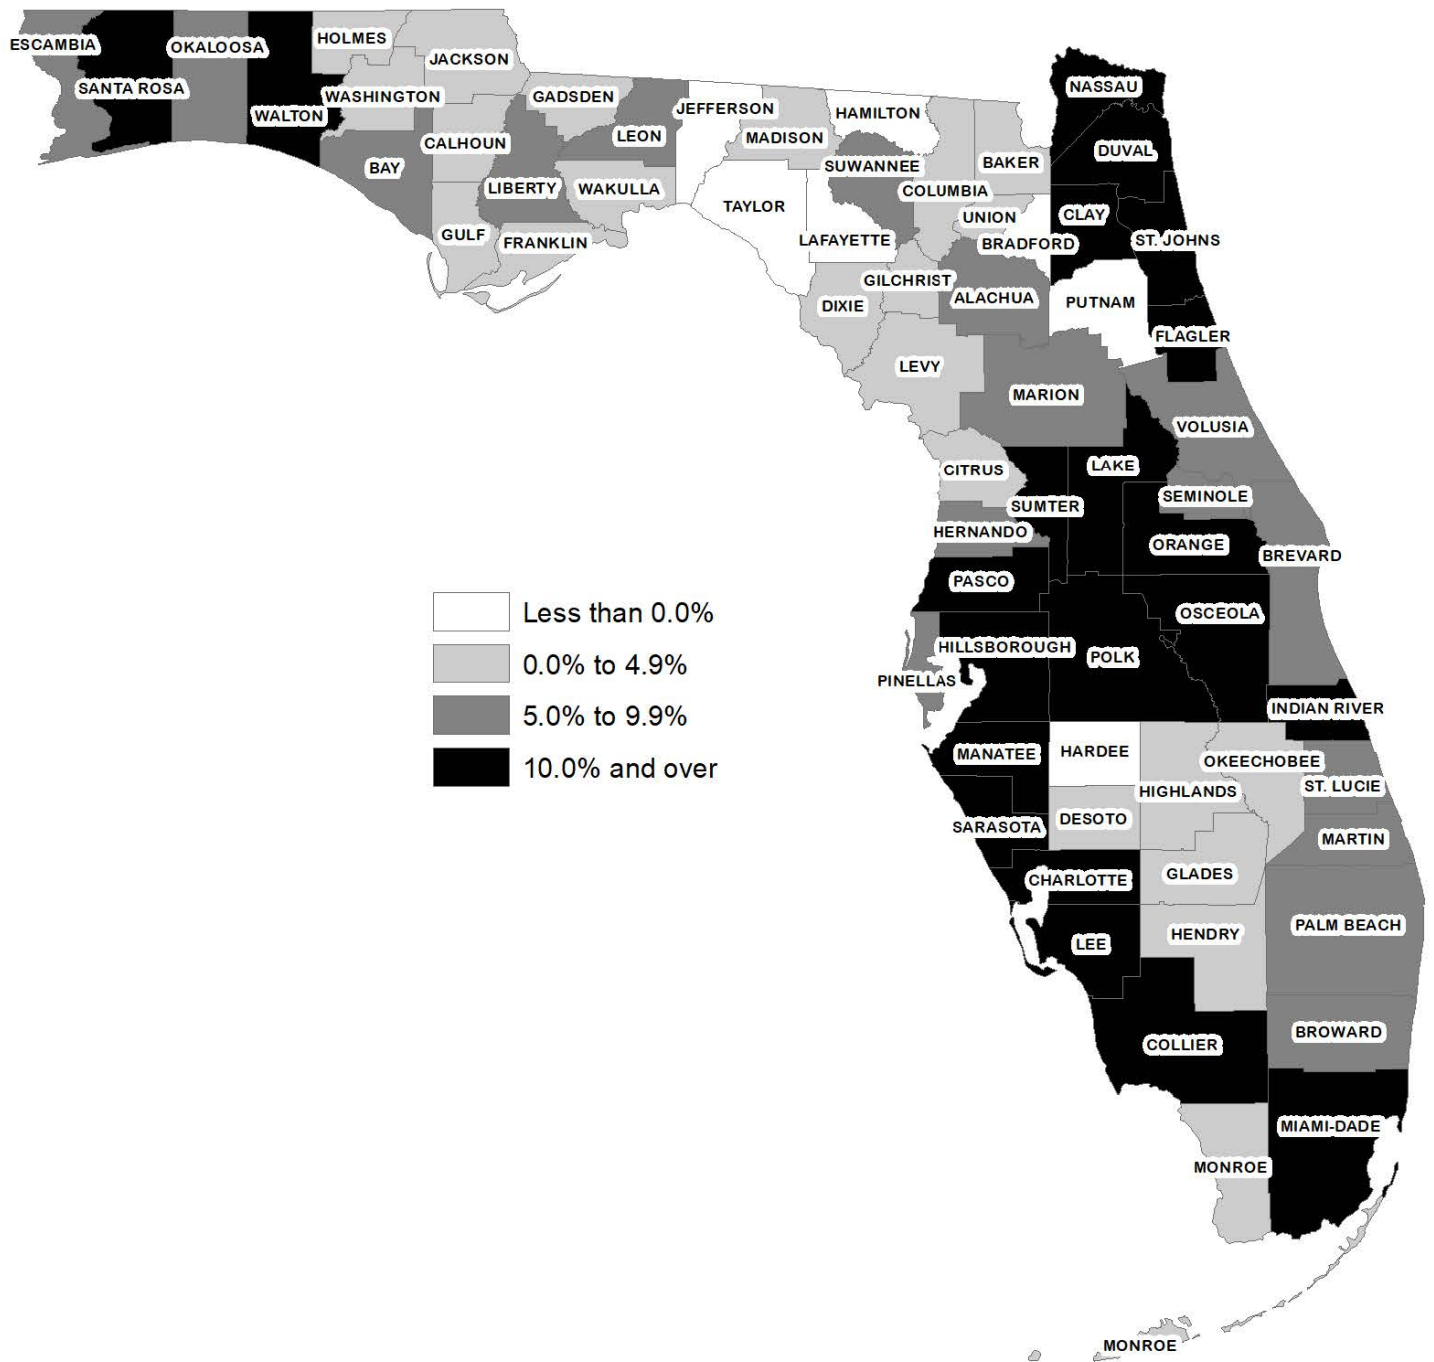 ESCAMBIA
OKALOOSA
HOLMES
JACKSON
SANTA ROSA
WALTON
WASHINGTON
GADSDEN
JEFFERSON
HAMILTON
NASSAU
CALHOUN
LEON
MADISON
BAY
SUWANNEE
BAKER
DUVAL
LIBERTY
WAKULLA
COLUMBIA
TAYLOR
UNION
CLAY
GULF
FRANKLIN
LAFAYETTE
BRADFORD
ST. JOHNS
GILCHRIST
DIXIE
ALACHUA
PUTNAM
FLAGLER
LEVY
MARION
VOLUSIA
CITRUS
LAKE
SUMTER
SEMINOLE
HERNANDO
ORANGE
BREVARD
PASCO
OSCEOLA
Less than 0.0%
0.0% to 4.9%
5.0% to 9.9%
10.0% and over
HILLSBOROUGH
POLK
PINELLAS
INDIAN RIVER
MANATEE
HARDEE
OKEECHOBEE
HIGHLANDS
ST. LUCIE
SARASOTA
DESOTO
MARTIN
CHARLOTTE
GLADES
LEE
HENDRY
PALM BEACH
BROWARD
COLLIER
MIAMI-DADE
MONROE
MONROE